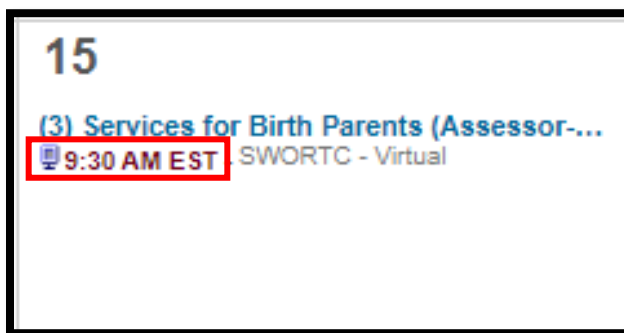 15
(3) Services for Birth Parents (Assessor-...
9:30 AM EST . SWORTC - Virtual